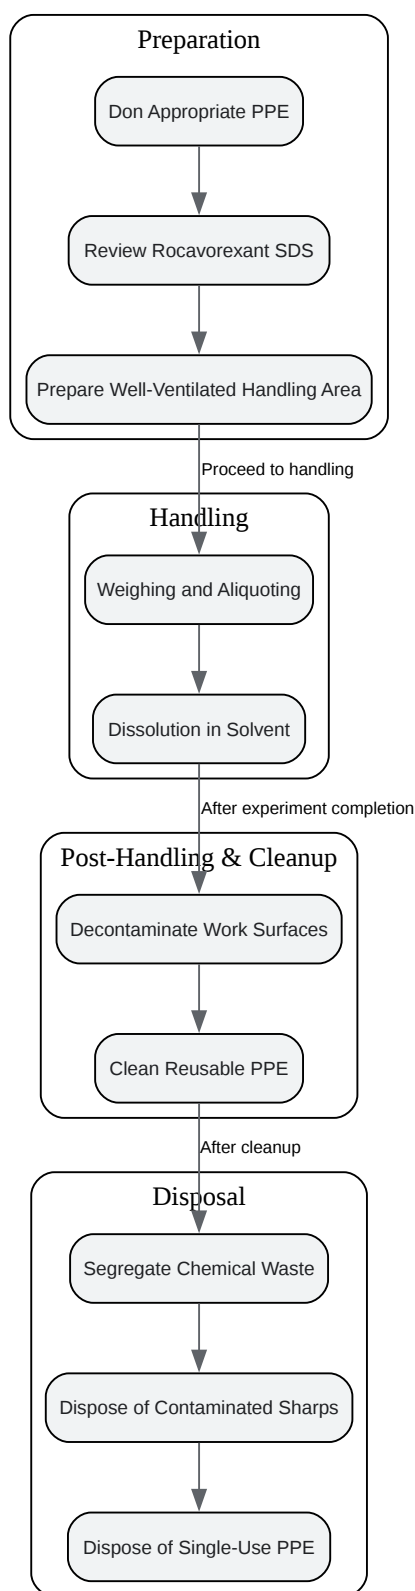 Preparation
Don Appropriate PPE
Review Rocavorexant SDS
Prepare Well-Ventilated Handling Area
Proceed to handling
Handling
Weighing and Aliquoting
Dissolution in Solvent
After experiment completion
Post-Handling & Cleanup
Decontaminate Work Surfaces
Clean Reusable PPE
After cleanup
Disposal
Segregate Chemical Waste
Dispose of Contaminated Sharps
Dispose of Single-Use PPE